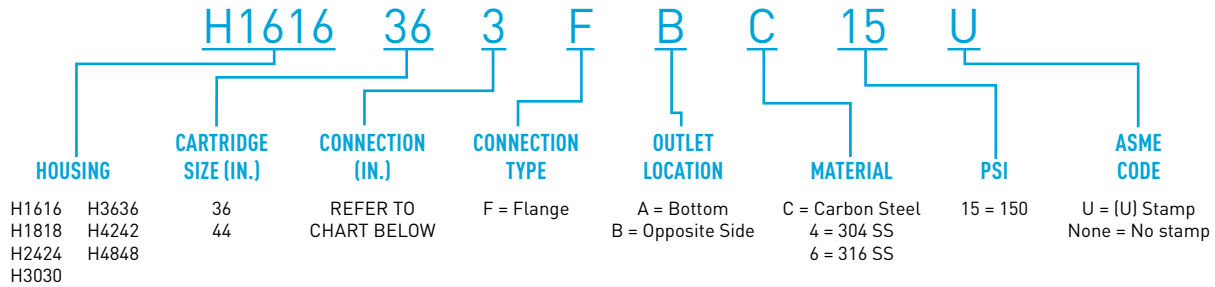 H1616 36 3 F B C 15 U
HOUSING
H1616 H3636
H1818 H4242
H2424 H4848
H3030
CARTRIDGE
SIZE (IN.)
36
44
CONNECTION
(IN.)
REFER TO
CHART BELOW
CONNECTION
TYPE
F = Flange
OUTLET
LOCATION
A = Bottom
B = Opposite Side
MATERIAL
C = Carbon Steel
4 = 304 SS
6 = 316 SS
PSI
15 = 150
ASME
CODE
U = (U) Stamp
None = No stamp